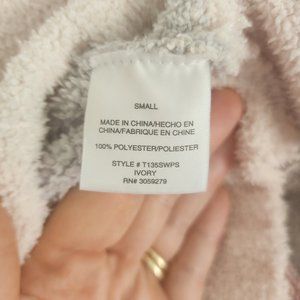 SMALL
MADE IN CHINA/HECHO EN
CHINA/FABRIQUE EN CHINE
100% POLYESTER/POLIESTER
STYLE # T135SWPS
IVORY
RN# 3059279